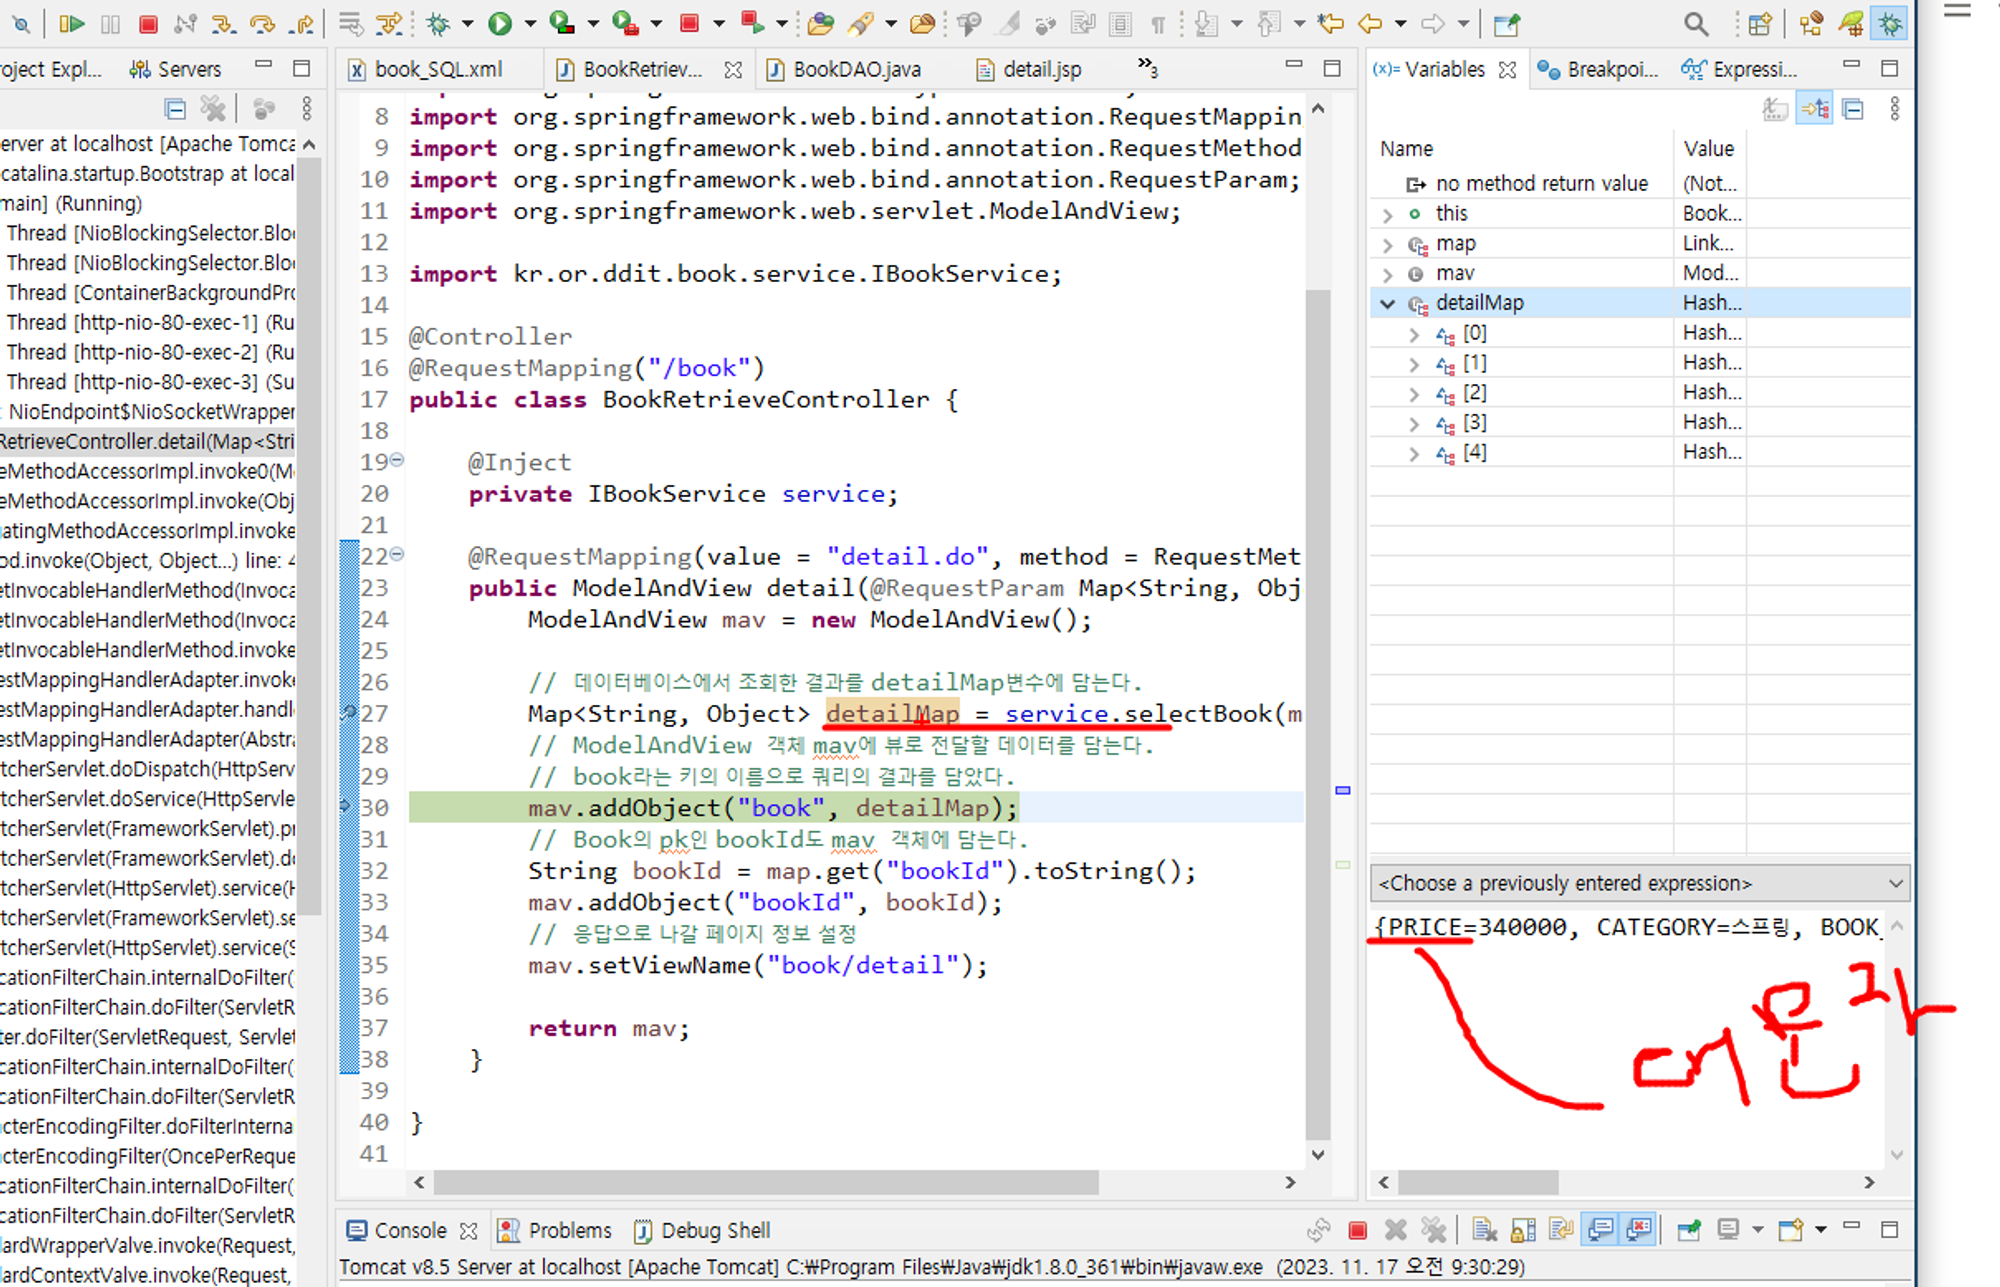 oject Expl... Servers
book_SQL.xml BookRetriev... BookDAO.java detail.jsp »3
(x)= Variables Breakpoi... Expressi...
erver at localhost [Apache Tomca
catalina.startup.Bootstrap at local
main] (Running)
Thread [NioBlockingSelector.Bloc
Thread [NioBlockingSelector.Bloc
Thread [ContainerBackgroundPro
Thread [http-nio-80-exec-1] (Ru
Thread [http-nio-80-exec-2] (Ru
Thread [http-nio-80-exec-3] (Su
NioEndpoint$NioSocketWrapper
RetrieveController.detail(Map<Stri
eMethodAccessorImpl.invoke0(Me
eMethodAccessorImpl.invoke(Obj
atingMethodAccessorImpl.invoke
od.invoke(Object, Object...) line: 4
etInvocableHandlerMethod(Invoca
etInvocableHandlerMethod(Invoca
etInvocableHandlerMethod.invoke
estMappingHandlerAdapter.invoke
estMappingHandlerAdapter.handle
estMappingHandlerAdapter(Abstra
tcherServlet.doDispatch(HttpServ
tcherServlet.doService(HttpServle
tcherServlet(FrameworkServlet).pr
tcherServlet(FrameworkServlet).do
tcherServlet(HttpServlet).service(H
tcherServlet(FrameworkServlet).se
tcherServlet(HttpServlet).service(S
cationFilterChain.internalDoFilter(
cationFilterChain.doFilter(ServletR
ter.doFilter(ServletRequest, Servlet
cationFilterChain.internalDoFilter(
cationFilterChain.doFilter(ServletR
cterEncodingFilter.doFilterInterna
cterEncodingFilter(OncePerReque
cationFilterChain.internalDoFilter(
cationFilterChain.doFilter(ServletR
dardWrapperValve.invoke(Request,
dardContextValve.invoke(Request,
8 import org.springframework.web.bind.annotation.RequestMappin
9 import org.springframework.web.bind.annotation.RequestMethod
10 import org.springframework.web.bind.annotation.RequestParam;
11 import org.springframework.web.servlet.ModelAndView;
12
13 import kr.or.ddit.book.service.IBookService;
14
15 @Controller
16 @RequestMapping("/book")
17 public class BookRetrieveController {
18
19 @Inject
20 private IBookService service;
21
22 @RequestMapping(value = "detail.do", method = RequestMet
23 public ModelAndView detail(@RequestParam Map<String, Obj
24 ModelAndView mav = new ModelAndView();
25
26 // 데이터베이스에서 조회한 결과를 detailMap변수에 담는다.
27 Map<String, Object> detailMap = service.selectBook(m
28 // ModelAndView 객체 mav에 뷰로 전달할 데이터를 담는다.
29 // book라는 키의 이름으로 쿼리의 결과를 담았다.
30 mav.addObject("book", detailMap);
31 // Book의 pk인 bookId도 mav 객체에 담는다.
32 String bookId = map.get("bookId").toString();
33 mav.addObject("bookId", bookId);
34 // 응답으로 나갈 페이지 정보 설정
35 mav.setViewName("book/detail");
36
37 return mav;
38 }
39
40 }
41
Name Value
no method return value (Not...
this Book...
map Link...
mav Mod...
detailMap Hash...
[0] Hash...
[1] Hash...
[2] Hash...
[3] Hash...
[4] Hash...
<Choose a previously entered expression>
{PRICE=340000, CATEGORY=스프링, BOOK_
대문자
Console Problems Debug Shell
Tomcat v8.5 Server at localhost [Apache Tomcat] C:₩Program Files₩Java₩jdk1.8.0_361₩bin₩javaw.exe (2023. 11. 17 오전 9:30:29)